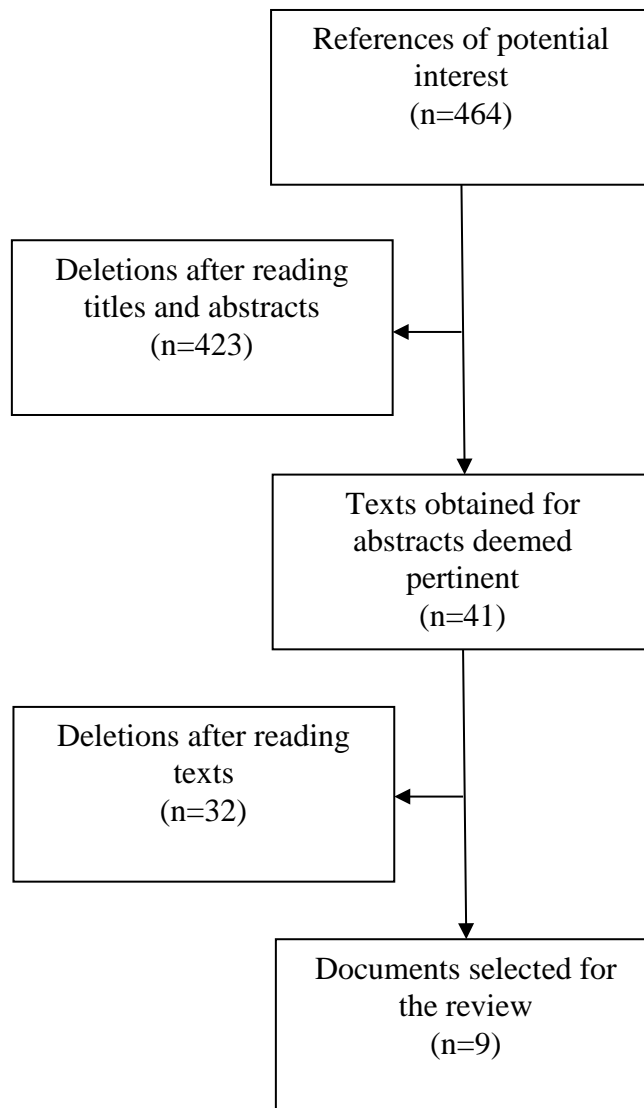 References of potential
interest
(n=464)
Deletions after reading
titles and abstracts
(n=423)
Texts obtained for
abstracts deemed
pertinent
(n=41)
Deletions after reading
texts
(n=32)
Documents selected for
the review
(n=9)